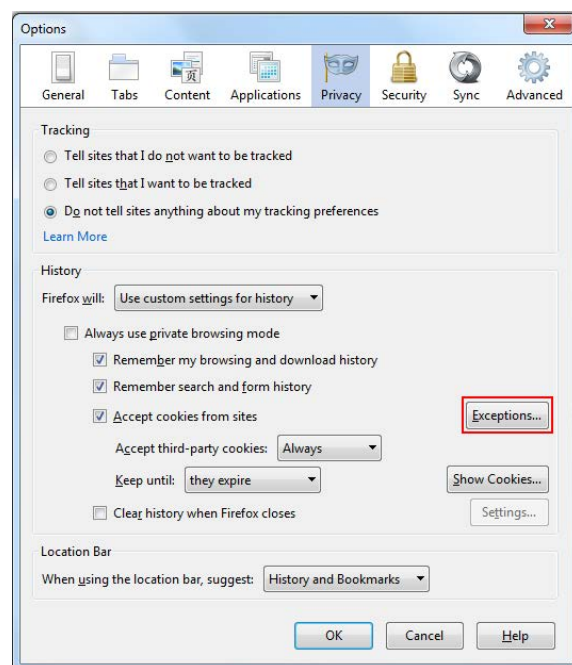 Options
General Tabs Content Applications Privacy Security Sync Advanced
Tracking
Tell sites that I do not want to be tracked
Tell sites that I want to be tracked
Do not tell sites anything about my tracking preferences
Learn More
History
Firefox will: Use custom settings for history
Always use private browsing mode
Remember my browsing and download history
Remember search and form history
Accept cookies from sites Exceptions...
Accept third-party cookies: Always
Keep until: they expire Show Cookies...
Clear history when Firefox closes Settings...
Location Bar
When using the location bar, suggest: History and Bookmarks
OK Cancel Help